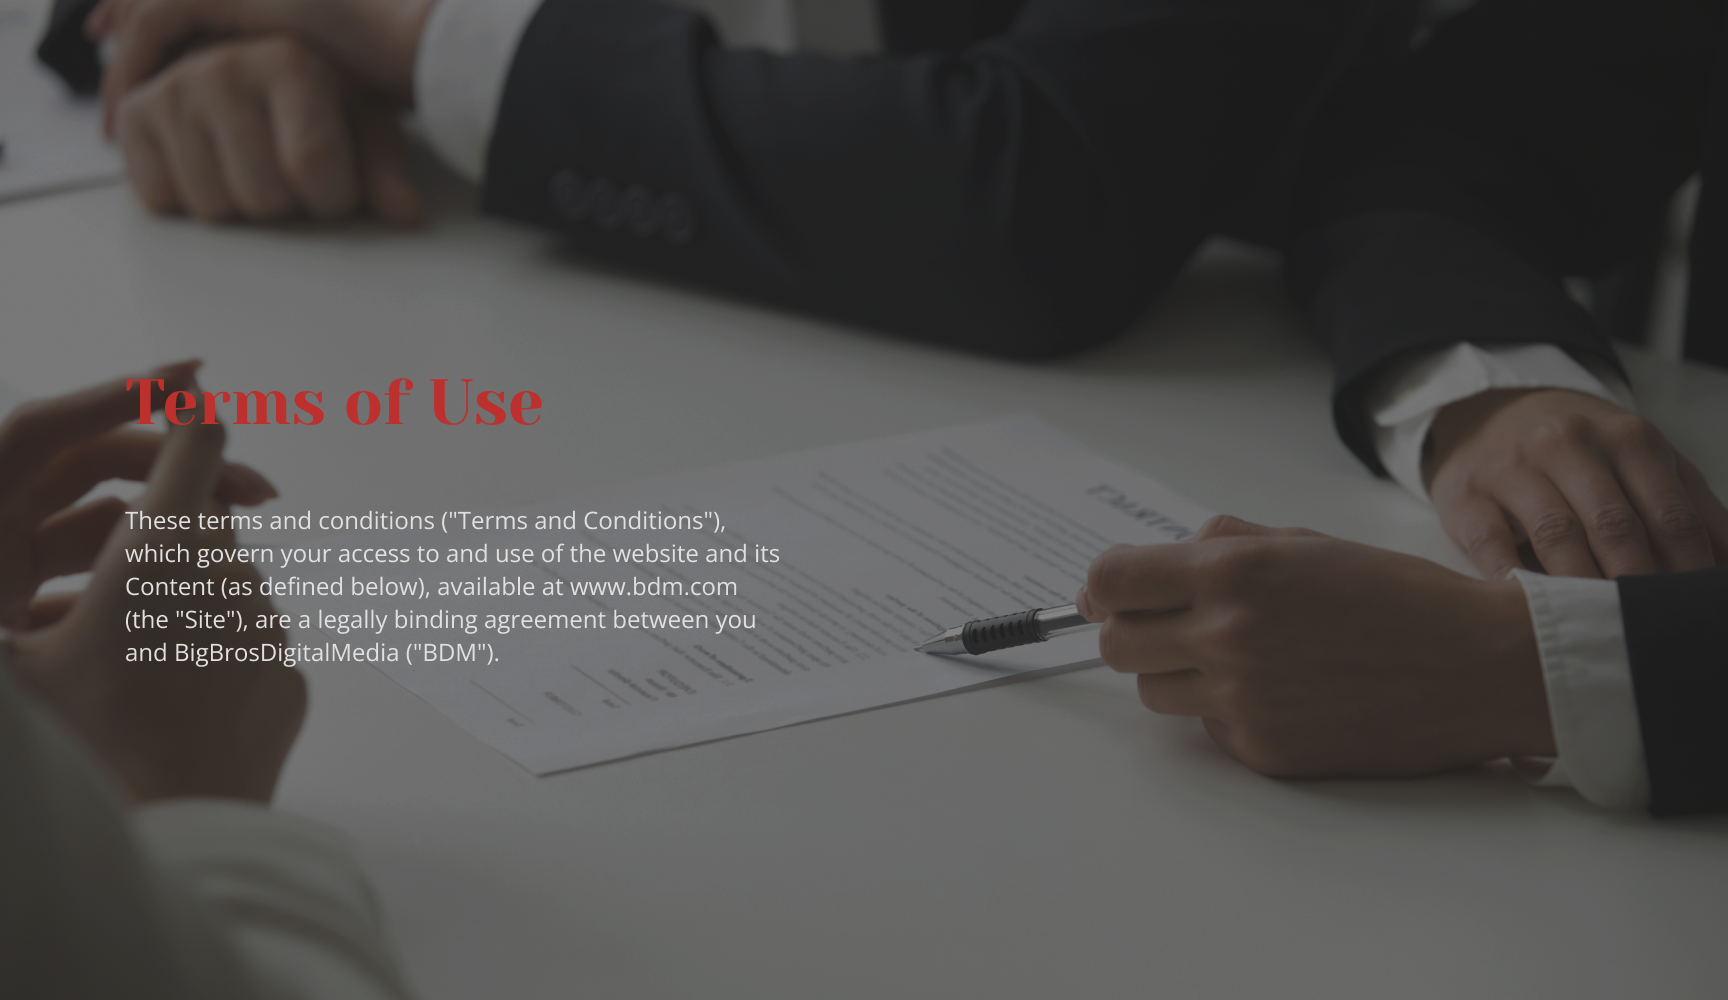 Terms of Use
These terms and conditions ("Terms and Conditions"),
which govern your access to and use of the website and its
Content (as defined below), available at www.bdm.com
(the "Site"), are a legally binding agreement between you
and BigBrosDigitalMedia ("BDM").